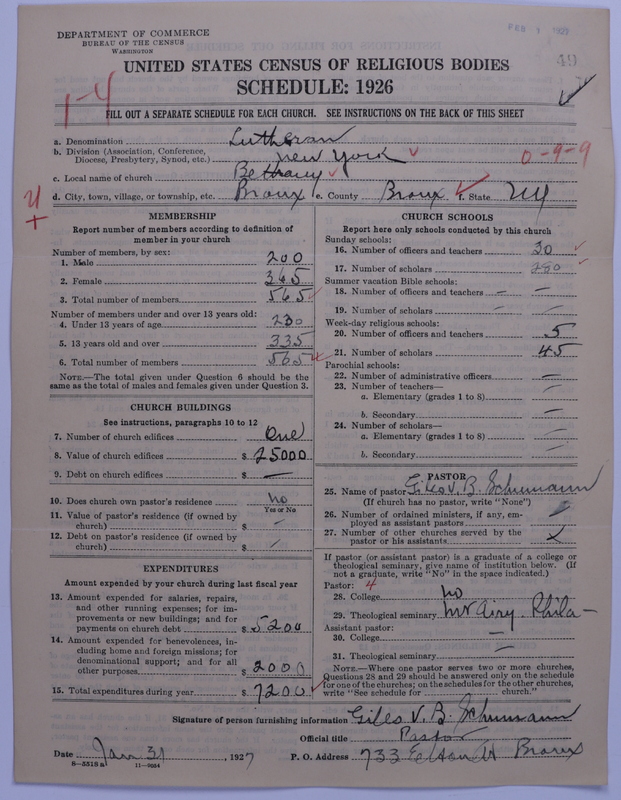 DEPARTMENT OF COMMERCE
BUREAU OF THE CENSUS
WASHINGTON
FEB 1 1927
49
UNITED STATES CENSUS OF RELIGIOUS BODIES
SCHEDULE: 1926
1-4
FILL OUT A SEPARATE SCHEDULE FOR EACH CHURCH. SEE INSTRUCTIONS ON THE BACK OF THIS SHEET
a. Denomination Lutheran
b. Division (Association, Conference,
Diocese, Presbytery, Synod, etc.) New York 0-9-9
c. Local name of church Bethany
d. City, town, village, or township, etc. Bronx e. County Bronx f. State NY
MEMBERSHIP
Report number of members according to definition of
member in your church
Number of members, by sex:
1. Male 200
2. Female 365
3. Total number of members 565
Number of members under and over 13 years old:
4. Under 13 years of age 230
5. 13 years old and over 335
6. Total number of members 565
NOTE.—The total given under Question 6 should be the
same as the total of males and females given under Question 3.
CHURCH BUILDINGS
See instructions, paragraphs 10 to 12
7. Number of church edifices One
8. Value of church edifices $ 25000
9. Debt on church edifices $ —
10. Does church own pastor's residence No
Yes or No
11. Value of pastor's residence (if owned by
church) $ —
12. Debt on pastor's residence (if owned by
church) $ —
EXPENDITURES
Amount expended by your church during last fiscal year
13. Amount expended for salaries, repairs,
and other running expenses; for im-
provements or new buildings; and for
payments on church debt $ 5200
14. Amount expended for benevolences, in-
cluding home and foreign missions; for
denominational support; and for all
other purposes $ 2000
15. Total expenditures during year $ 7200
CHURCH SCHOOLS
Report here only schools conducted by this church
Sunday schools:
16. Number of officers and teachers 30
17. Number of scholars 280
Summer vacation Bible schools:
18. Number of officers and teachers —
19. Number of scholars —
Week-day religious schools:
20. Number of officers and teachers 5
21. Number of scholars 45
Parochial schools:
22. Number of administrative officers —
23. Number of teachers—
a. Elementary (grades 1 to 8) —
b. Secondary —
24. Number of scholars—
a. Elementary (grades 1 to 8) —
b. Secondary —
PASTOR
25. Name of pastor Giles V. B. Schumann
(If church has no pastor, write "None")
26. Number of ordained ministers, if any, em-
ployed as assistant pastors
27. Number of other churches served by the
pastor or his assistants
If pastor (or assistant pastor) is a graduate of a college or
theological seminary, give name of institution below. (If
not a graduate, write "No" in the space indicated.)
Pastor: 4
28. College No
29. Theological seminary Mt Airy Phila—
Assistant pastor:
30. College —
31. Theological seminary —
NOTE.—Where one pastor serves two or more churches,
Questions 28 and 29 should be answered only on the schedule
for one of the churches; on the schedules for the other churches,
write "See schedule for church."
Signature of person furnishing information Giles V. B. Schumann
Official title Pastor
Date Jan 31, 1927 P. O. Address 733 St Bronx
8-5518a 11-9064